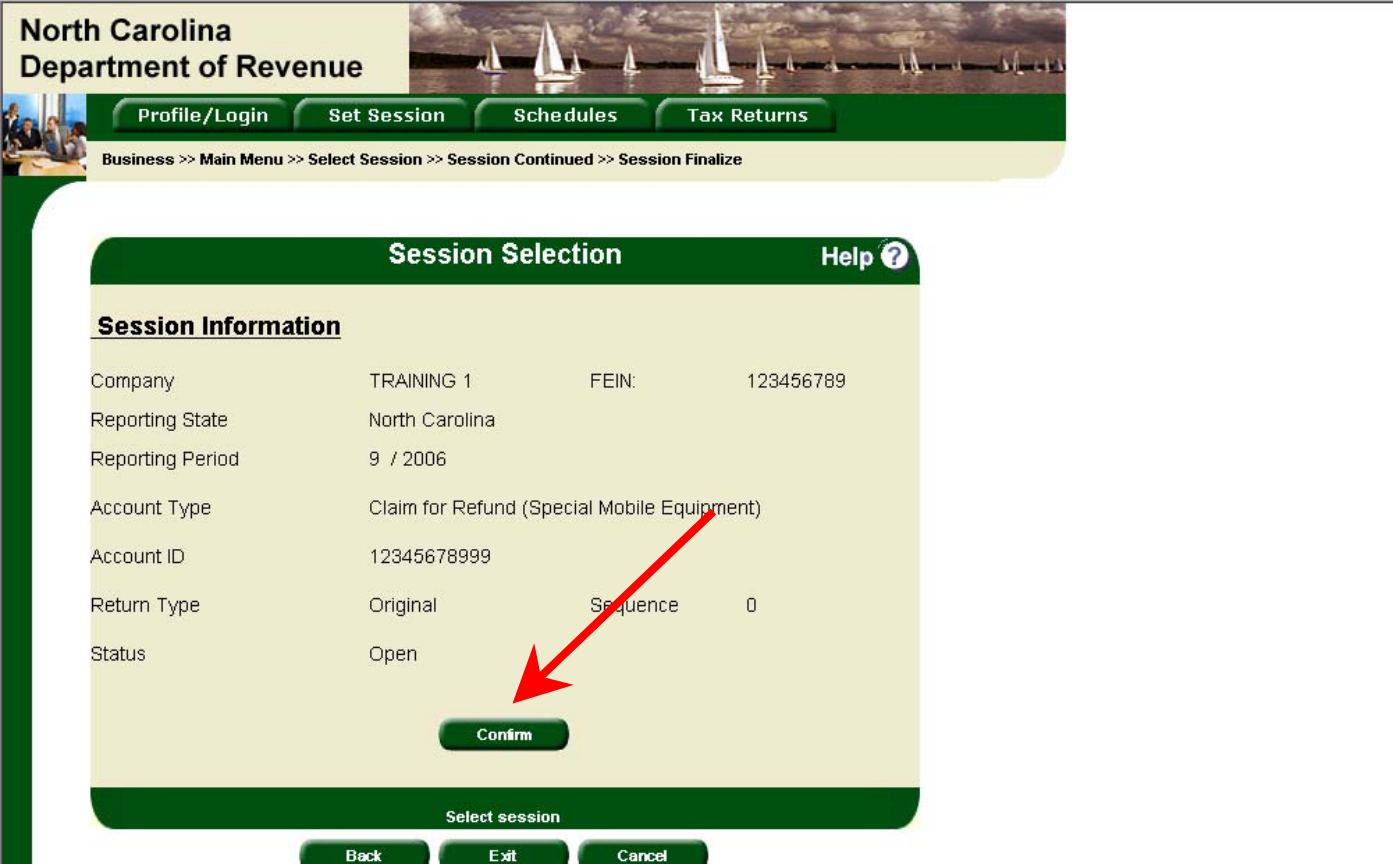 North Carolina
Department of Revenue
Profile/Login Set Session Schedules Tax Returns
Business >> Main Menu >> Select Session >> Session Continued >> Session Finalize
Session Selection Help ?
Session Information
Company TRAINING 1 FEIN: 123456789
Reporting State North Carolina
Reporting Period 9 / 2006
Account Type Claim for Refund (Special Mobile Equipment)
Account ID 12345678999
Return Type Original Sequence 0
Status Open
Confirm
Select session
Back Exit Cancel